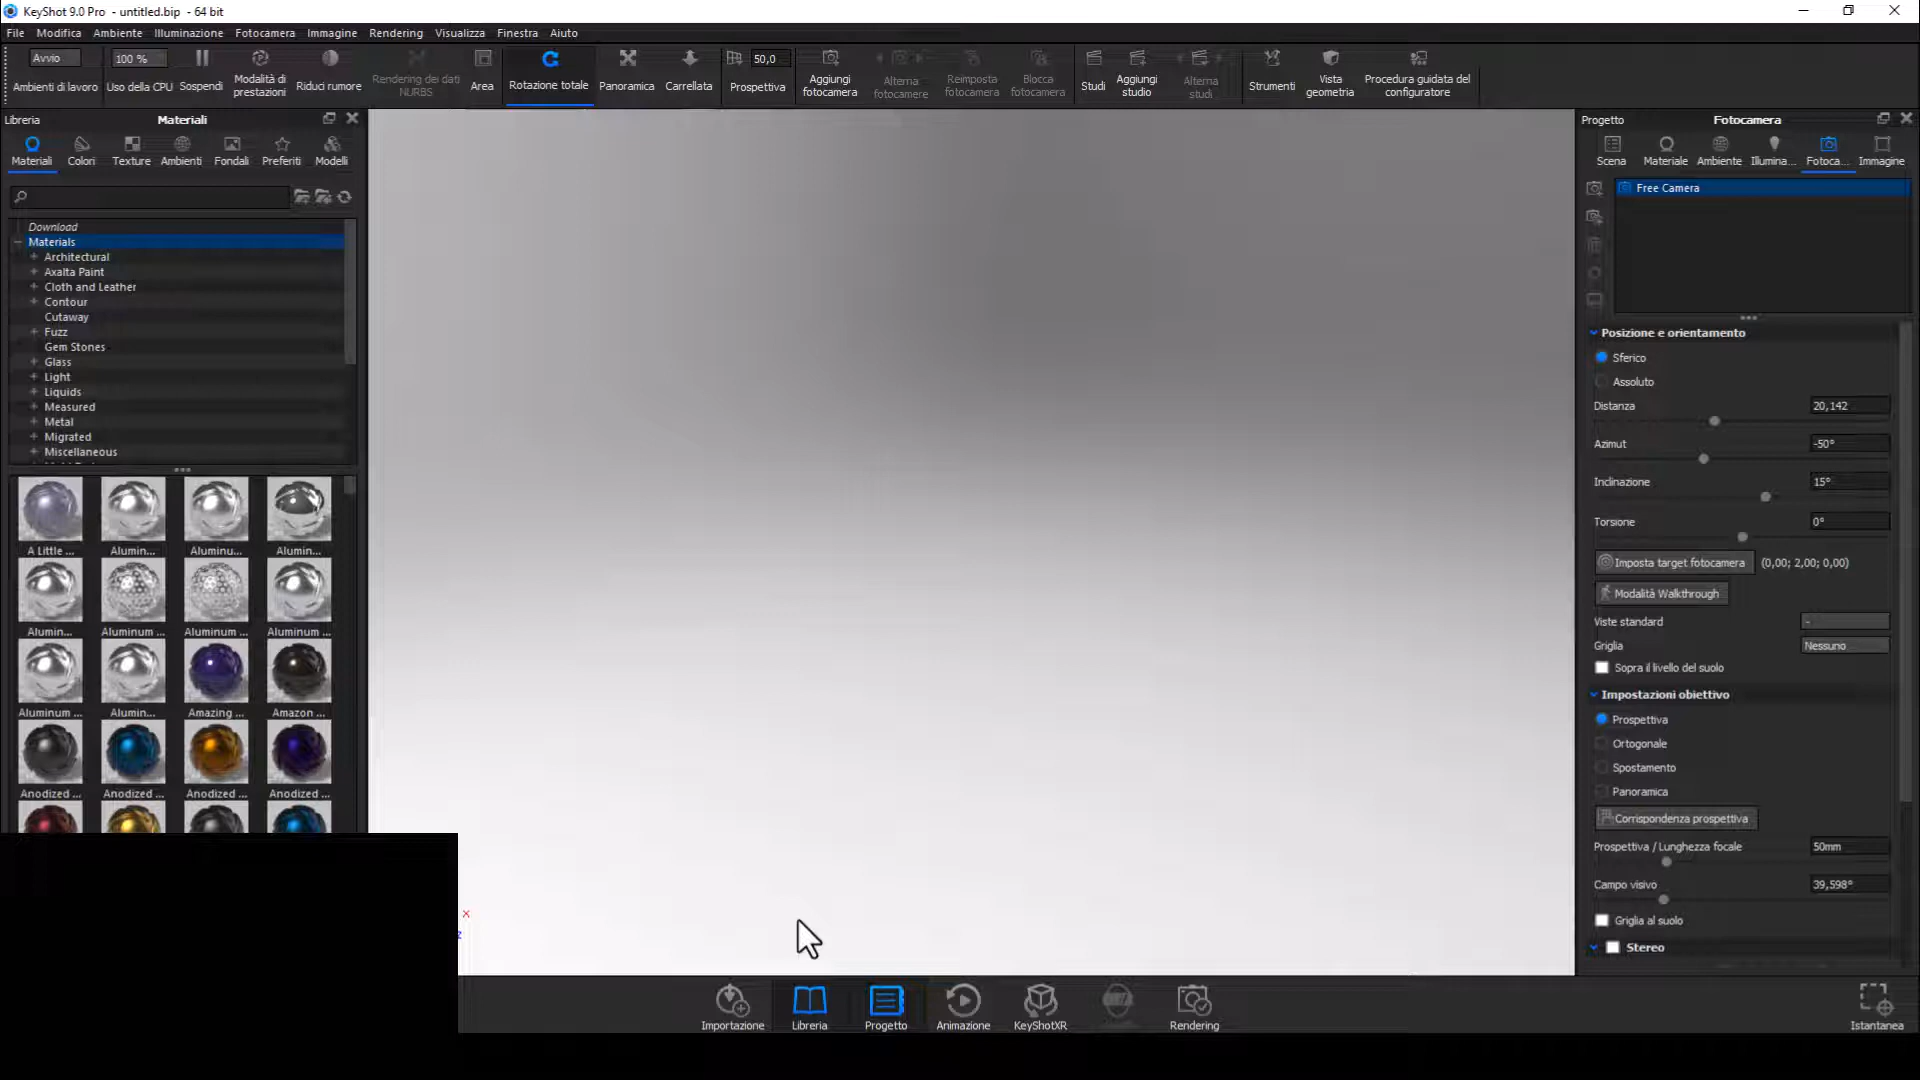 KeyShot 9.0 Pro - untitled.bip - 64 bit
File Modifica Ambiente Illuminazione Fotocamera Immagine Rendering Visualizza Finestra Aiuto
Avvio
Ambienti di lavoro
100 %
Uso della CPU
Sospendi
Modalità di prestazioni
Riduci rumore
Rendering dei dati NURBS
Area
Rotazione totale
Panoramica
Carrellata
50,0
Prospettiva
Aggiungi fotocamera
Alterna fotocamere
Reimposta fotocamera
Blocca fotocamera
Studi
Aggiungi studio
Alterna studi
Strumenti
Vista geometria
Procedura guidata del configuratore
Libreria
Materiali
Materiali Colori Texture Ambienti Fondali Preferiti Modelli
Download
Materials
Architectural
Axalta Paint
Cloth and Leather
Contour
Cutaway
Fuzz
Gem Stones
Glass
Light
Liquids
Measured
Metal
Migrated
Miscellaneous
A Little ... Alumin... Aluminu... Alumin...
Alumin... Aluminum ... Aluminum ... Aluminum ...
Aluminum ... Alumin... Amazing ... Amazon ...
Anodized ... Anodized ... Anodized ... Anodized ...
X
Z
Progetto
Fotocamera
Scena Materiale Ambiente Illumina... Fotoca... Immagine
Free Camera
Posizione e orientamento
Sferico
Assoluto
Distanza 20,142
Azimut -50°
Inclinazione 15°
Torsione 0°
Imposta target fotocamera (0,00; 2,00; 0,00)
Modalità Walkthrough
Viste standard -
Griglia Nessuno
Sopra il livello del suolo
Impostazioni obiettivo
Prospettiva
Ortogonale
Spostamento
Panoramica
Corrispondenza prospettiva
Prospettiva / Lunghezza focale 50mm
Campo visivo 39,598°
Griglia al suolo
Stereo
Importazione Libreria Progetto Animazione KeyShotXR Rendering Istantanea